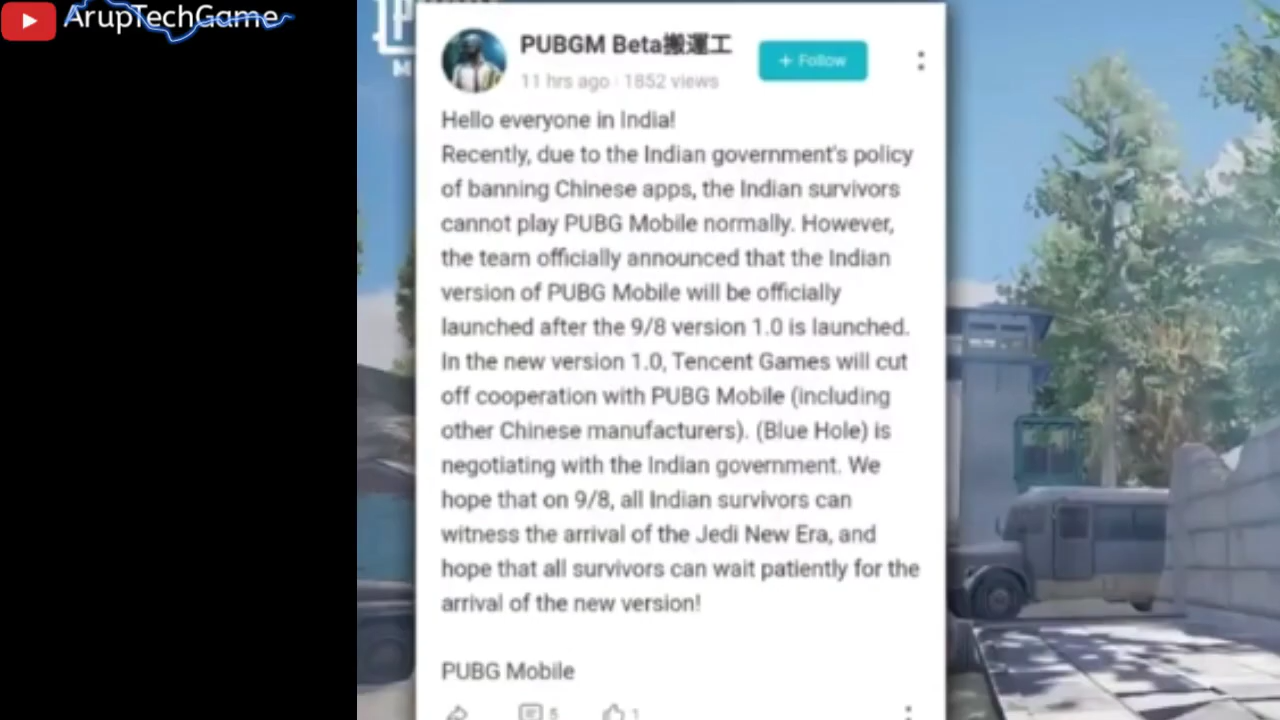 ArupTechGame
PUBGM Beta搬運工
+ Follow
11 hrs ago · 1852 views
Hello everyone in India!
Recently, due to the Indian government's policy
of banning Chinese apps, the Indian survivors
cannot play PUBG Mobile normally. However,
the team officially announced that the Indian
version of PUBG Mobile will be officially
launched after the 9/8 version 1.0 is launched.
In the new version 1.0, Tencent Games will cut
off cooperation with PUBG Mobile (including
other Chinese manufacturers). (Blue Hole) is
negotiating with the Indian government. We
hope that on 9/8, all Indian survivors can
witness the arrival of the Jedi New Era, and
hope that all survivors can wait patiently for the
arrival of the new version!
PUBG Mobile
5
1